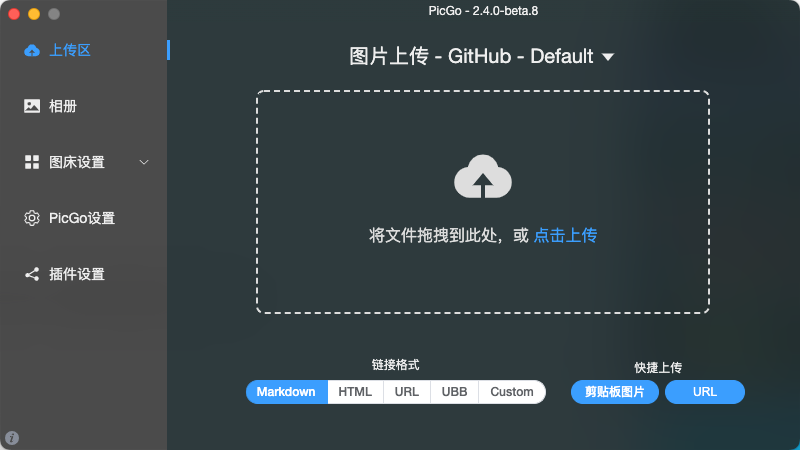 PicGo - 2.4.0-beta.8
上传区
相册
图床设置
PicGo设置
插件设置
图片上传 - GitHub - Default
将文件拖拽到此处，或 点击上传
链接格式
Markdown HTML URL UBB Custom
快捷上传
剪贴板图片 URL